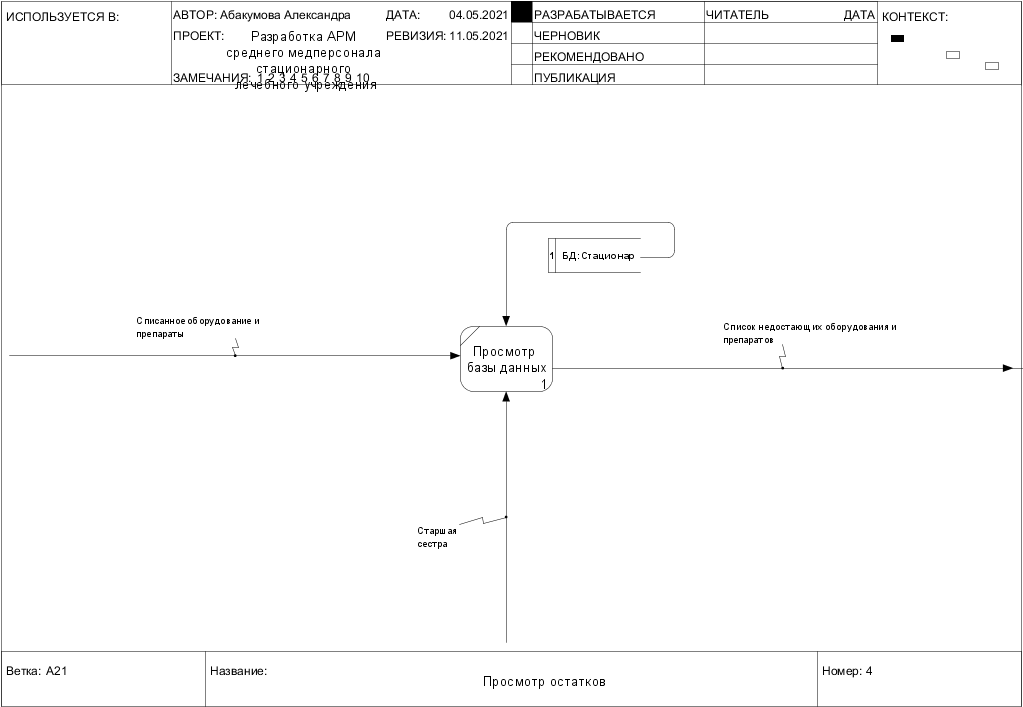 ИСПОЛЬЗУЕТСЯ В:
АВТОР: Абакумова Александра
ДАТА: 04.05.2021
ПРОЕКТ: Разработка АРМ
среднего медперсонала
стационарного
лечебного учреждения
РЕВИЗИЯ: 11.05.2021
ЗАМЕЧАНИЯ: 1 2 3 4 5 6 7 8 9 10
РАЗРАБАТЫВАЕТСЯ
ЧЕРНОВИК
РЕКОМЕНДОВАНО
ПУБЛИКАЦИЯ
ЧИТАТЕЛЬ ДАТА
КОНТЕКСТ:
1 БД: Стационар
Списанное оборудование и
препараты
Просмотр
базы данных
1
Список недостающих оборудования и
препаратов
Старшая
сестра
Ветка: A21
Название:
Просмотр остатков
Номер: 4